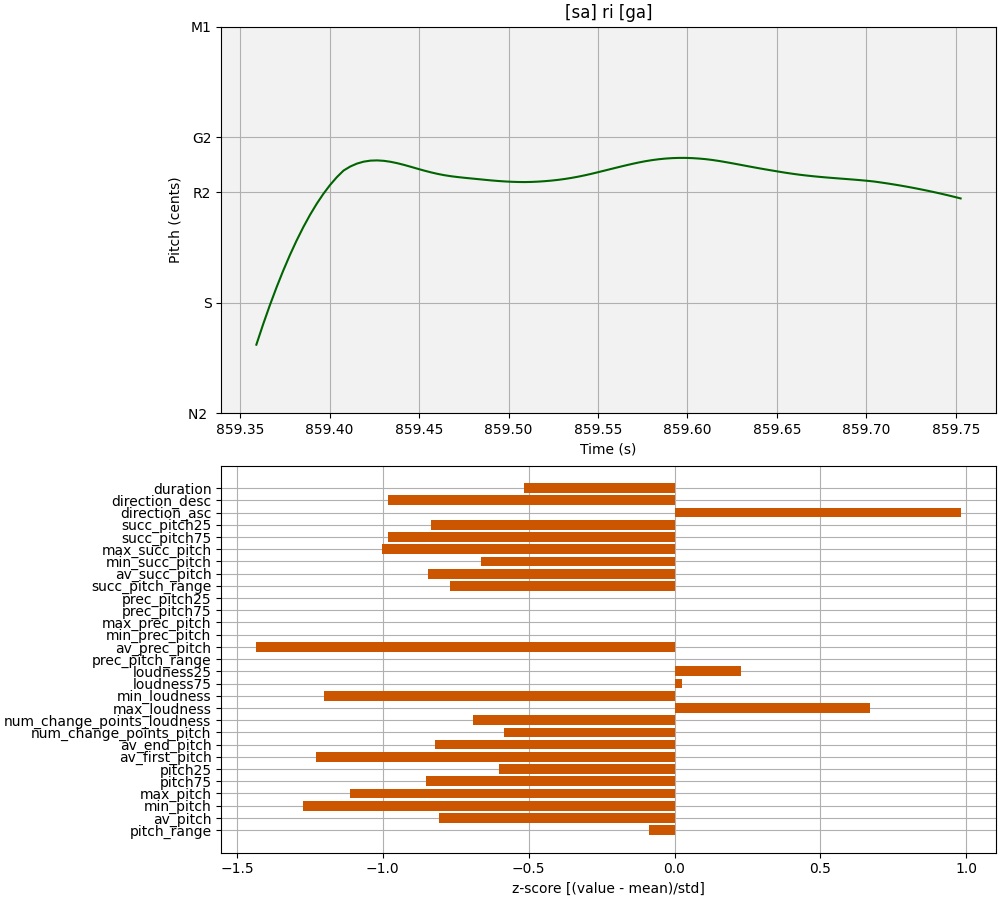 [sa] ri [ga]
M1
G2
R2
S
N2
Pitch (cents)
859.35 859.40 859.45 859.50 859.55 859.60 859.65 859.70 859.75
Time (s)
duration
direction_desc
direction_asc
succ_pitch25
succ_pitch75
max_succ_pitch
min_succ_pitch
av_succ_pitch
succ_pitch_range
prec_pitch25
prec_pitch75
max_prec_pitch
min_prec_pitch
av_prec_pitch
prec_pitch_range
loudness25
loudness75
min_loudness
max_loudness
num_change_points_loudness
num_change_points_pitch
av_end_pitch
av_first_pitch
pitch25
pitch75
max_pitch
min_pitch
av_pitch
pitch_range
−1.5 −1.0 −0.5 0.0 0.5 1.0
z-score [(value - mean)/std]